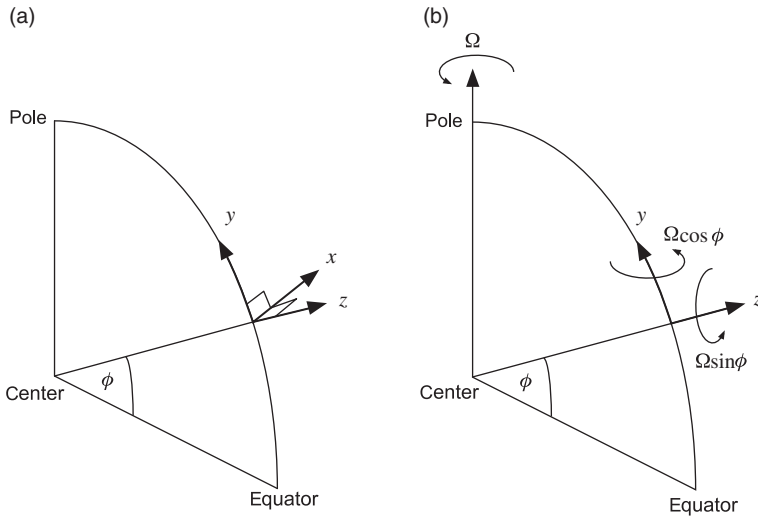 (a)
Pole
y
x
z
ϕ
Center
Equator
(b)
Ω
Pole
y
Ωcos ϕ
z
Ωsinϕ
ϕ
Center
Equator